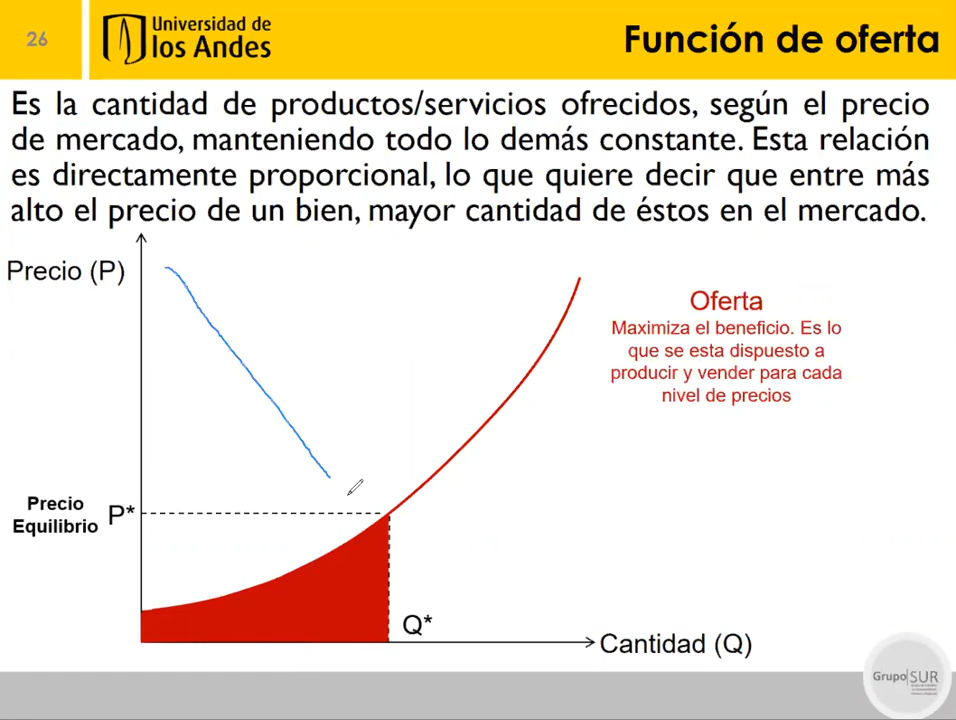 26
Universidad de
los Andes
Función de oferta
Es la cantidad de productos/servicios ofrecidos, según el precio
de mercado, manteniendo todo lo demás constante. Esta relación
es directamente proporcional, lo que quiere decir que entre más
alto el precio de un bien, mayor cantidad de éstos en el mercado.
Precio (P)
Oferta
Maximiza el beneficio. Es lo
que se esta dispuesto a
producir y vender para cada
nivel de precios
Precio
Equilibrio
P*
Q*
Cantidad (Q)
Grupo|SUR